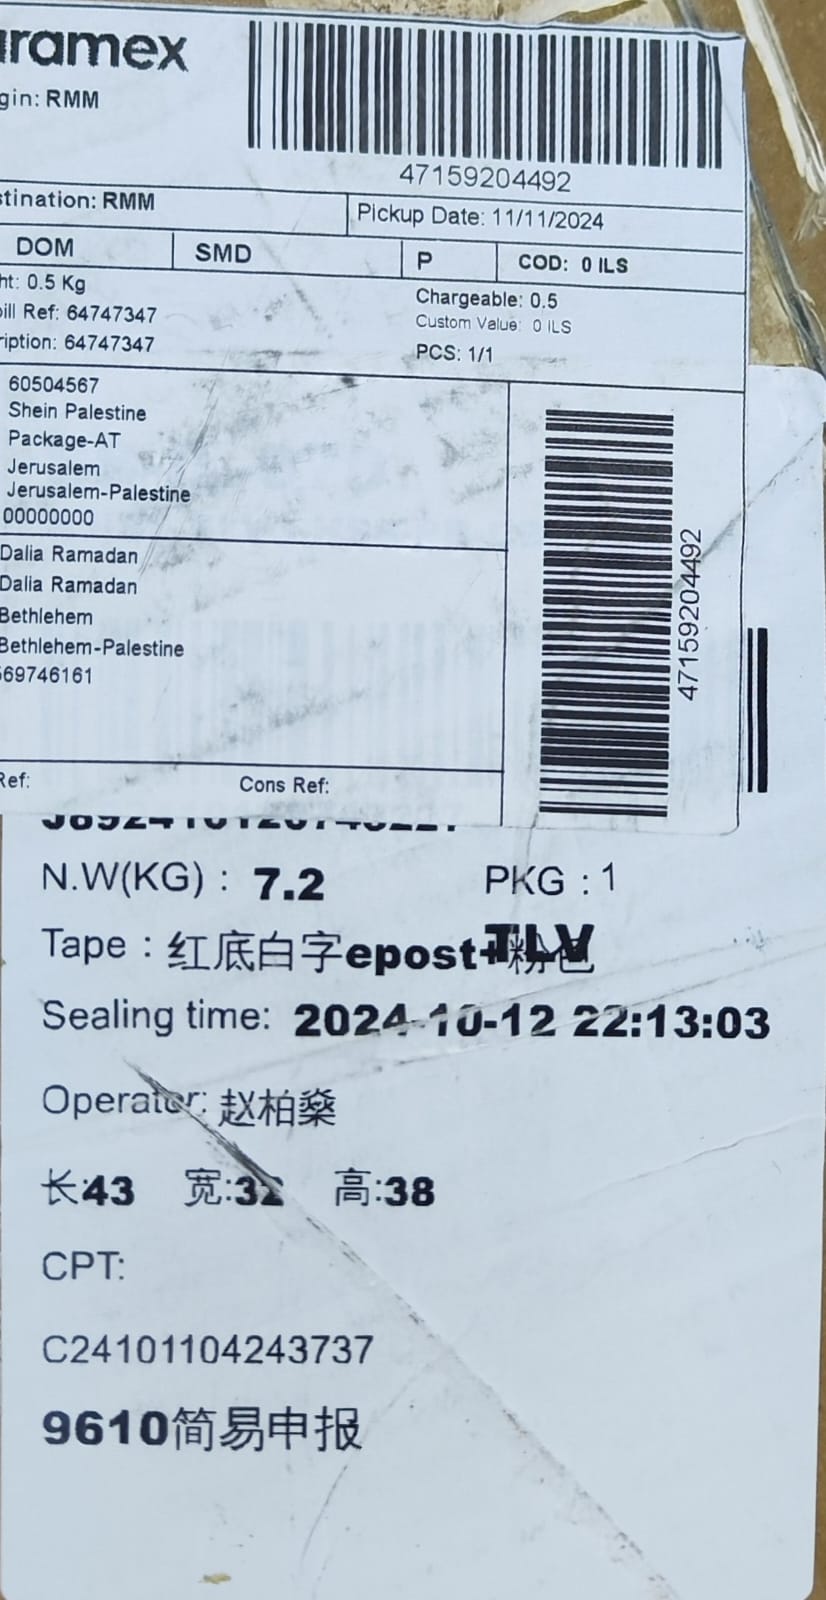 aramex
gin: RMM
47159204492
stination: RMM
Pickup Date: 11/11/2024
DOM SMD P COD: 0 ILS
ht: 0.5 Kg
Chargeable: 0.5
bill Ref: 64747347
Custom Value: 0 ILS
ription: 64747347
PCS: 1/1
60504567
Shein Palestine
Package-AT
Jerusalem
Jerusalem-Palestine
00000000
47159204492
Dalia Ramadan
Dalia Ramadan
Bethlehem
Bethlehem-Palestine
569746161
Ref: Cons Ref:
N.W(KG) : 7.2 PKG : 1
Tape : 红底白字epost+粉色
TLV
Sealing time: 2024-10-12 22:13:03
Operator: 赵柏燊
长:43 宽:32 高:38
CPT:
C24101104243737
9610简易申报